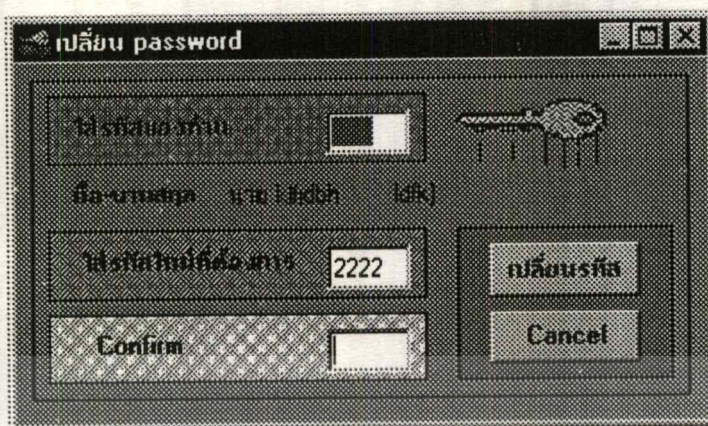 เปลี่ยน password
ใส่รหัสของท่าน
ชื่อ-นามสกุล นาย
ใส่รหัสใหม่ที่ต้องการ 2222
Confirm
เปลี่ยนรหัส
Cancel